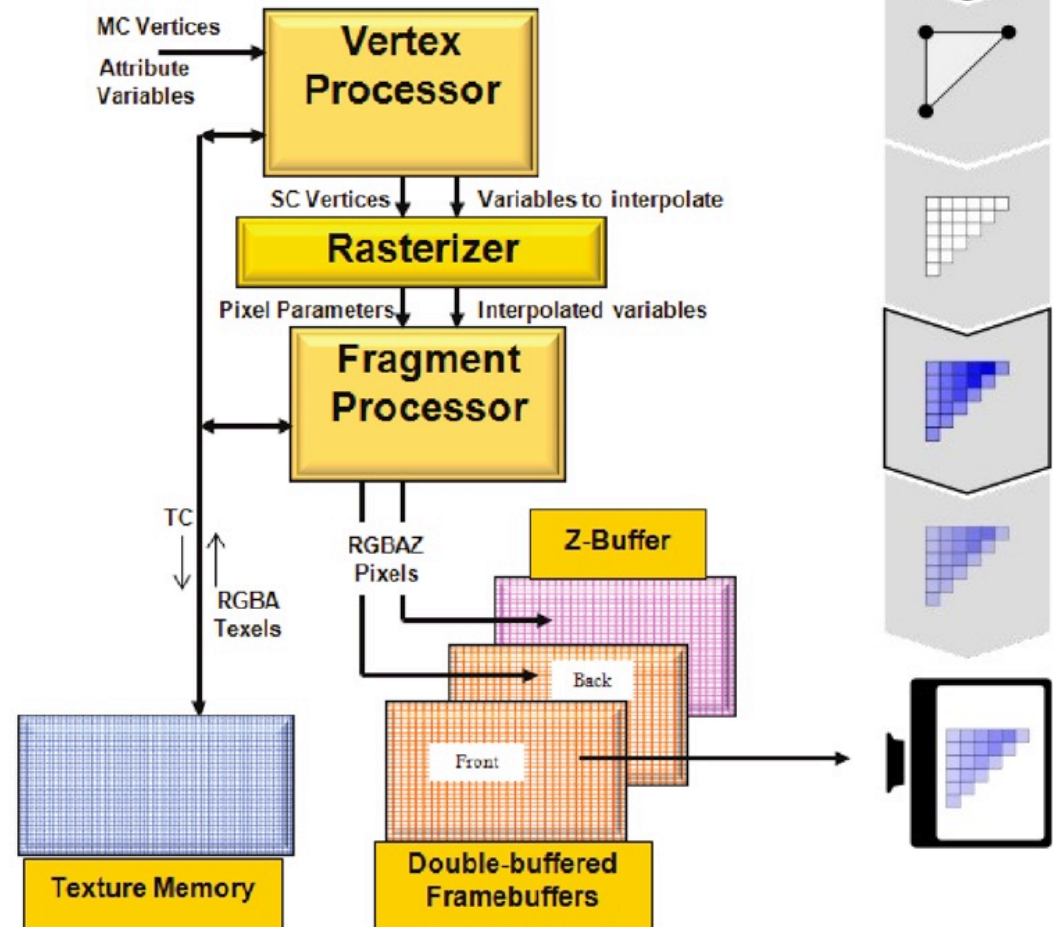 MC Vertices
Attribute
Variables
Vertex
Processor
SC Vertices
Variables to interpolate
Rasterizer
Pixel Parameters
Interpolated variables
Fragment
Processor
TC
RGBA
Texels
RGBAZ
Pixels
Z-Buffer
Back
Front
Texture Memory
Double-buffered
Framebuffers